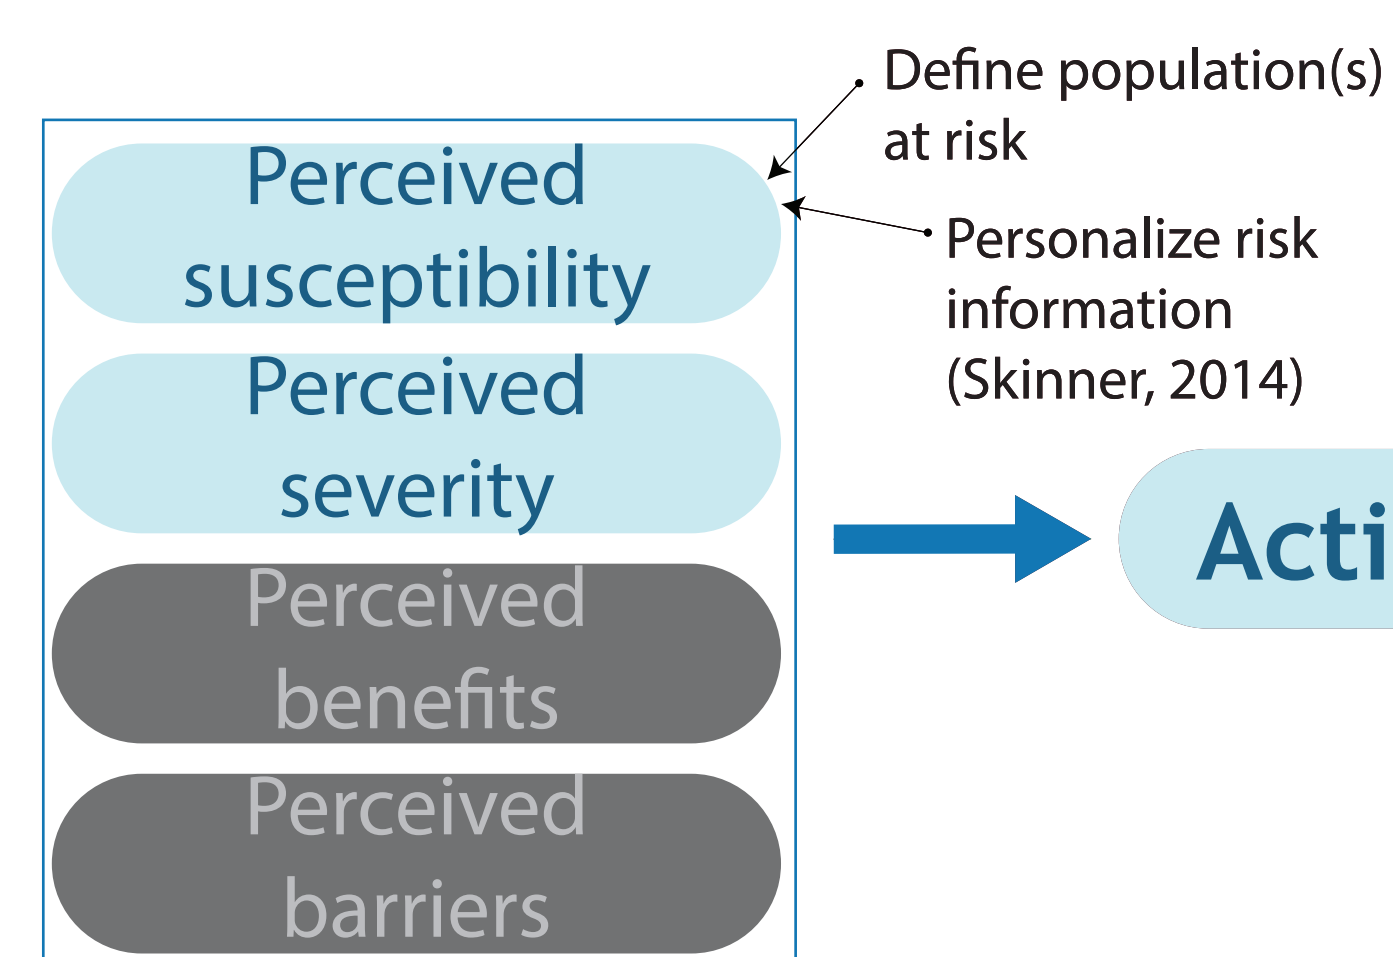 Define population(s)
at risk
Perceived
susceptibility
Personalize risk
information
(Skinner, 2014)
Perceived
severity
Acti
Perceived
benefits
Perceived
barriers